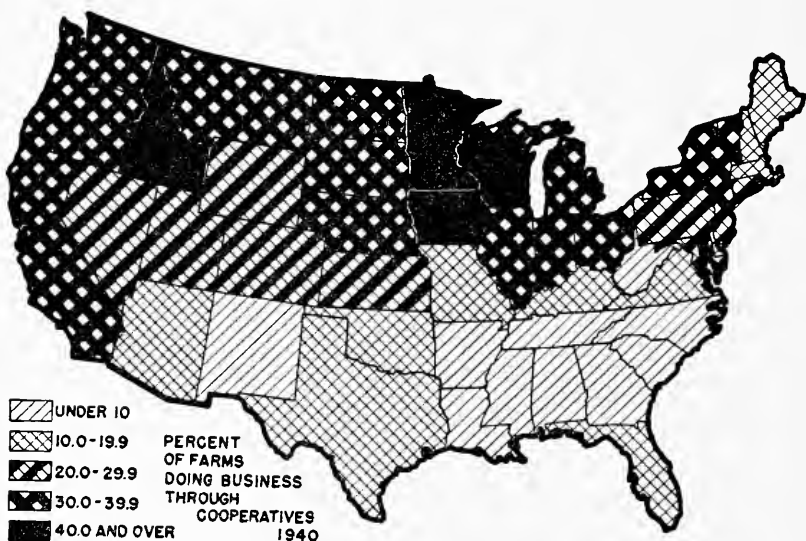 UNDER 10
10.0-19.9
20.0-29.9
30.0-39.9
40.0 AND OVER
PERCENT
OF FARMS
DOING BUSINESS
THROUGH
COOPERATIVES
1940